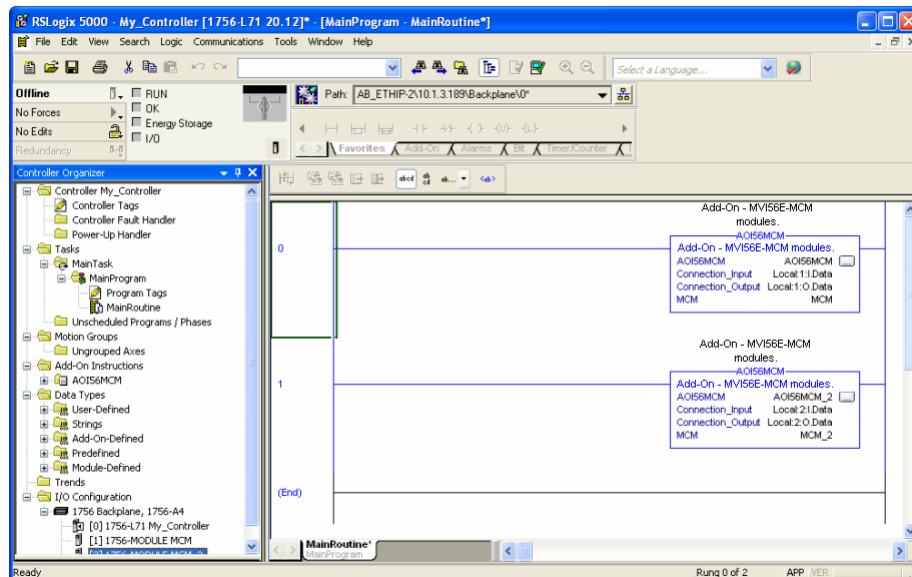 RSLogix 5000 - My_Controller [1756-L71 20.12]* - [MainProgram - MainRoutine*]
File Edit View Search Logic Communications Tools Window Help
Select a Language...
Offline
RUN
Path: AB_ETHIP-2\10.1.3.189\Backplane\0*
No Forces
OK
No Edits
Energy Storage
Redundancy
I/O
Favorites Add-On Alarms Bit Timer/Counter
Controller Organizer
Controller My_Controller
Controller Tags
Controller Fault Handler
Power-Up Handler
Tasks
MainTask
MainProgram
Program Tags
MainRoutine
Unscheduled Programs / Phases
Motion Groups
Ungrouped Axes
Add-On Instructions
AOI56MCM
Data Types
User-Defined
Strings
Add-On-Defined
Predefined
Module-Defined
Trends
I/O Configuration
1756 Backplane, 1756-A4
[0] 1756-L71 My_Controller
[1] 1756-MODULE MCM
0
Add-On - MVI56E-MCM
modules.
AOI56MCM
Add-On - MVI56E-MCM modules.
AOI56MCM AOI56MCM ...
Connection_Input Local:1:I.Data
Connection_Output Local:1:O.Data
MCM MCM
1
Add-On - MVI56E-MCM
modules.
AOI56MCM
Add-On - MVI56E-MCM modules.
AOI56MCM AOI56MCM_2 ...
Connection_Input Local:2:I.Data
Connection_Output Local:2:O.Data
MCM MCM_2
(End)
MainRoutine*
MainProgram
Ready
Rung 0 of 2 APP VER